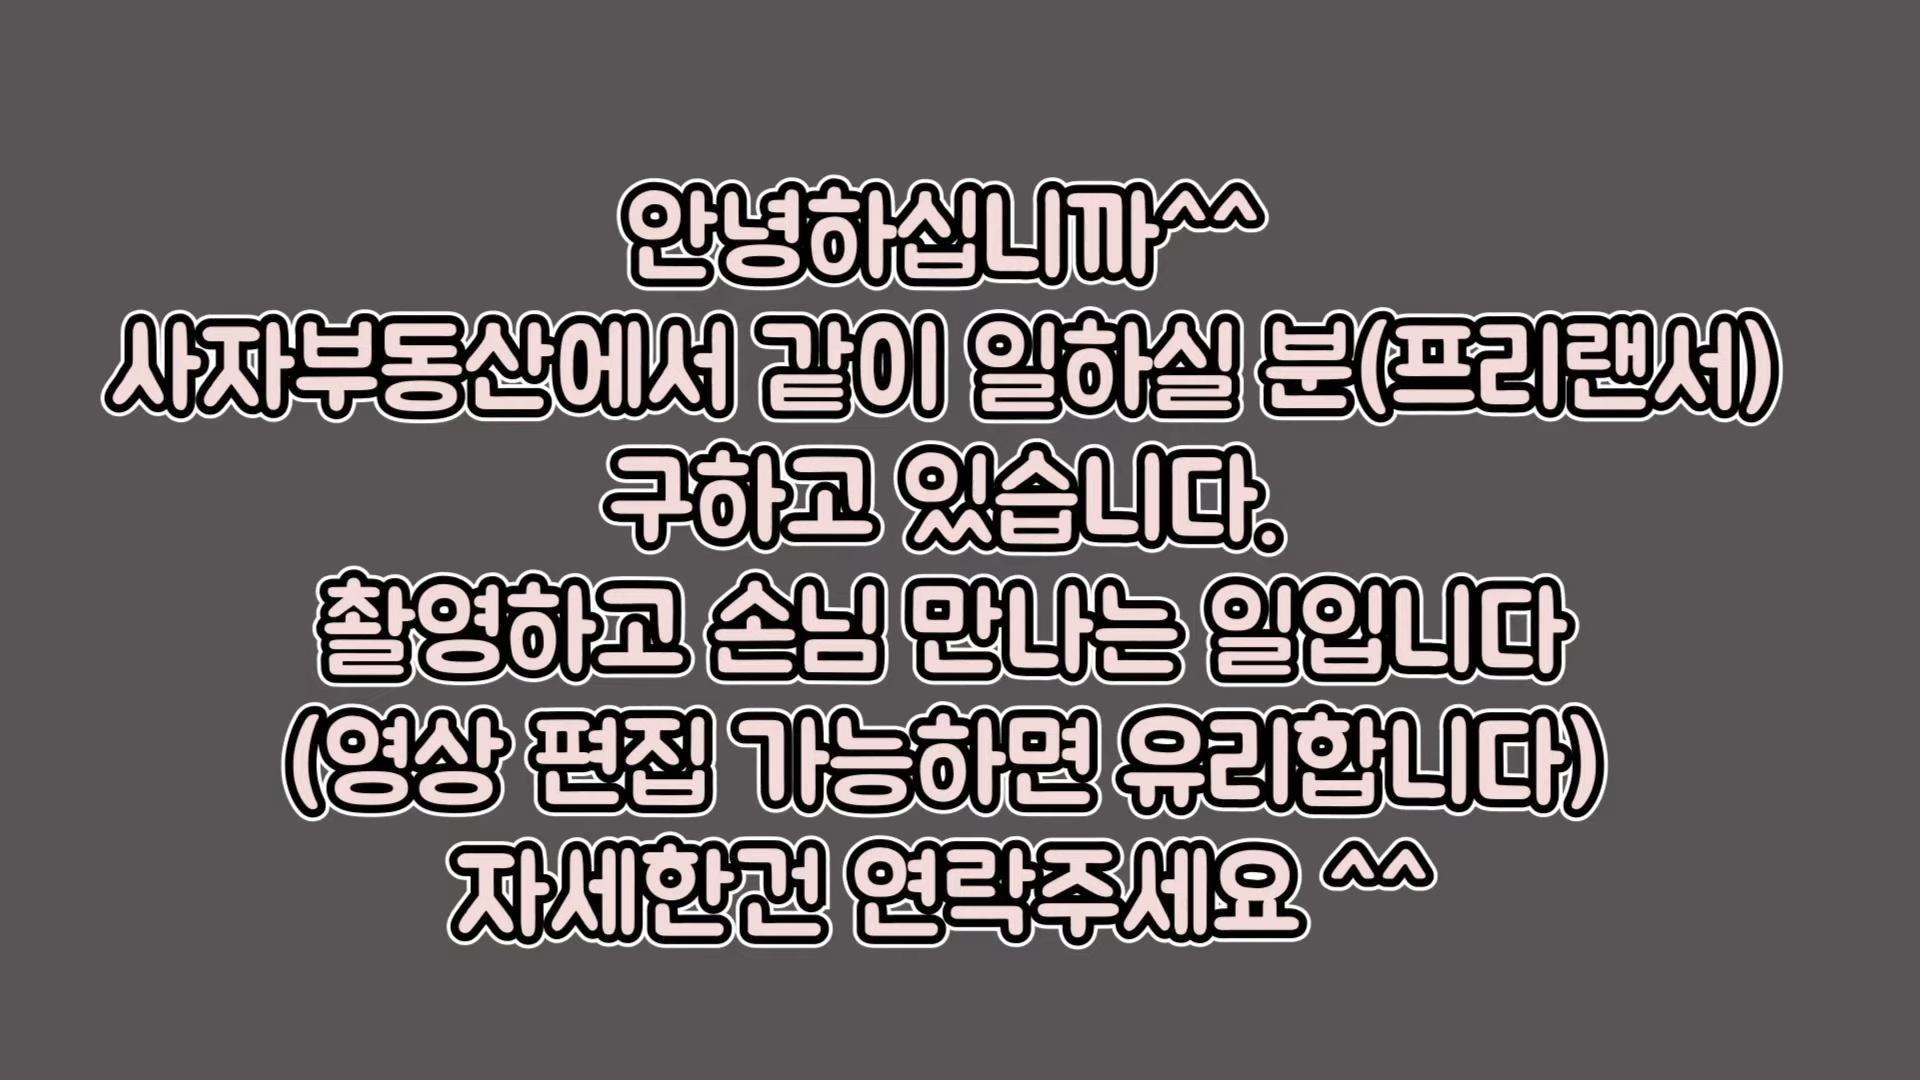 안녕하십니까^^
사자부동산에서 같이 일하실 분(프리랜서)
구하고 있습니다.
촬영하고 손님 만나는 일입니다
(영상 편집 가능하면 유리합니다)
자세한건 연락주세요 ^^